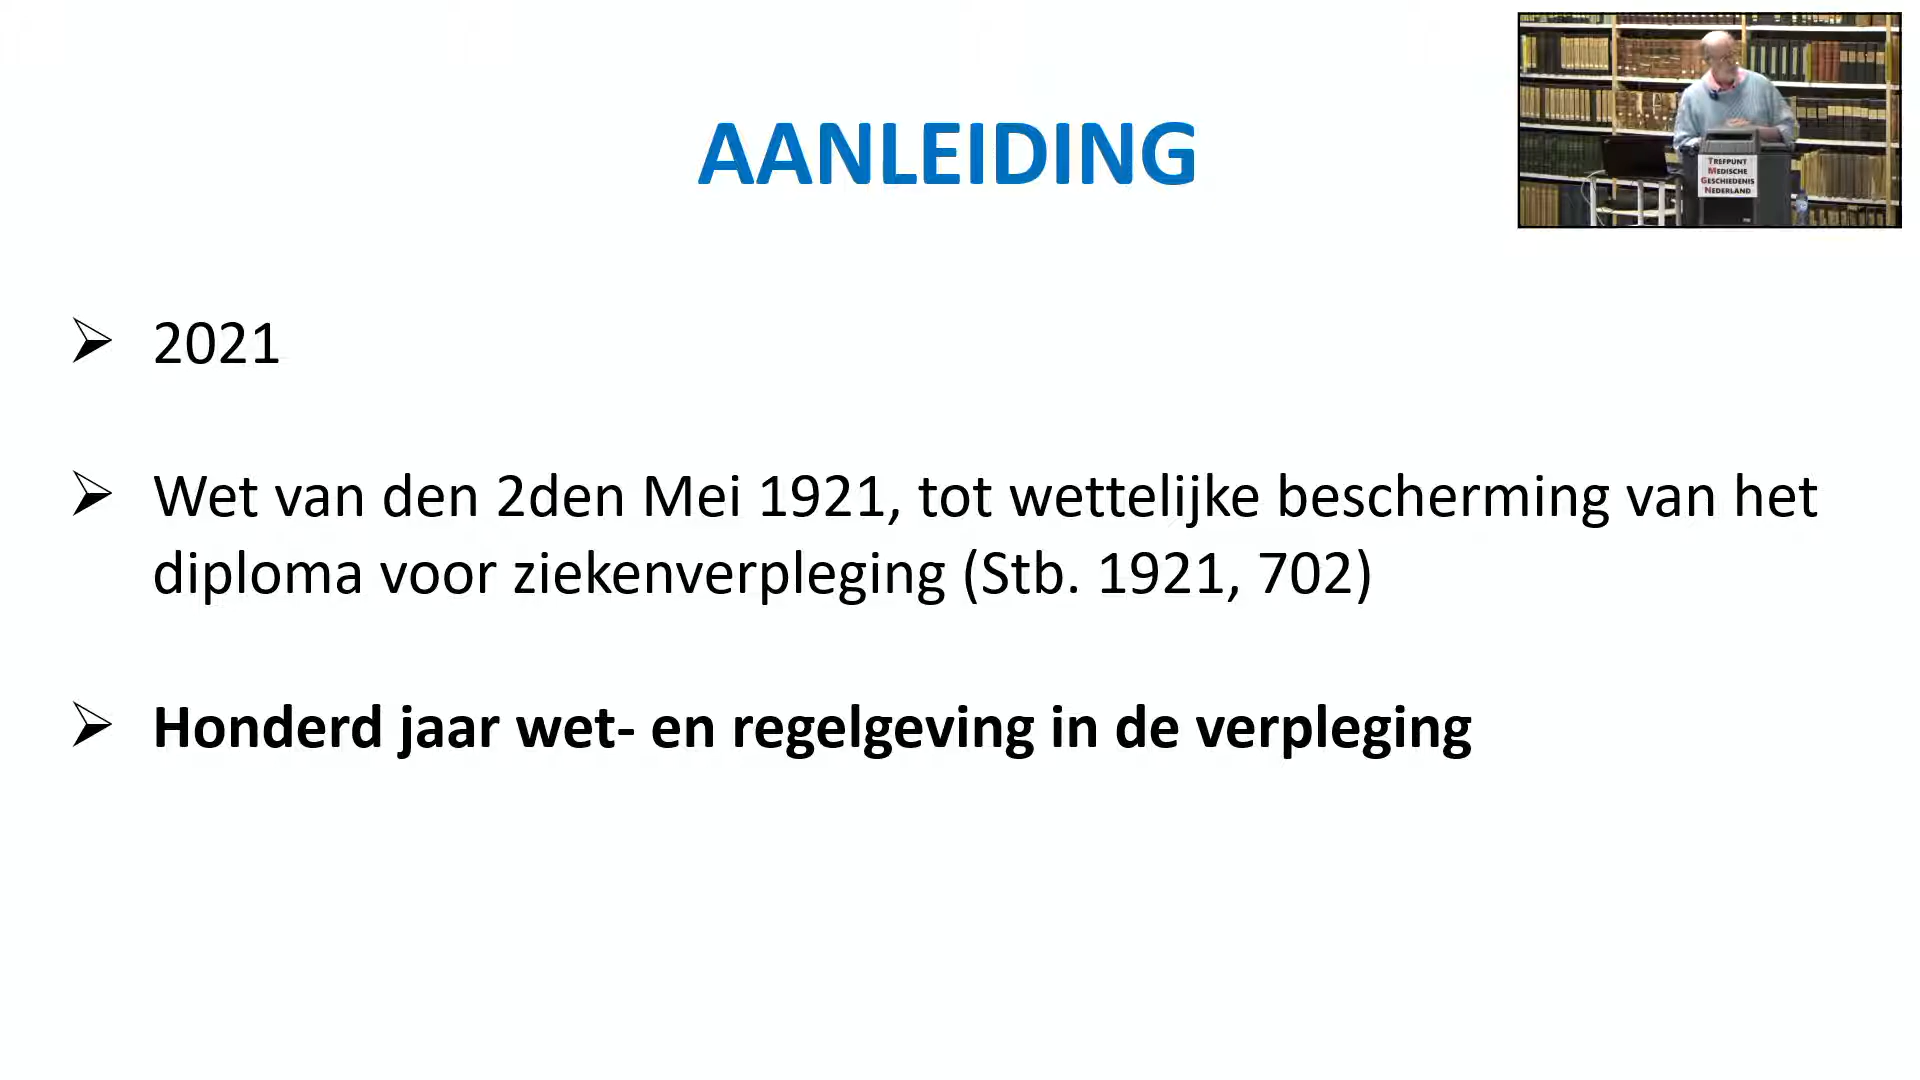 AANLEIDING
TREFPUNT
MEDISCHE
GESCHIEDENIS
NEDERLAND
2021
Wet van den 2den Mei 1921, tot wettelijke bescherming van het
diploma voor ziekenverpleging (Stb. 1921, 702)
Honderd jaar wet- en regelgeving in de verpleging